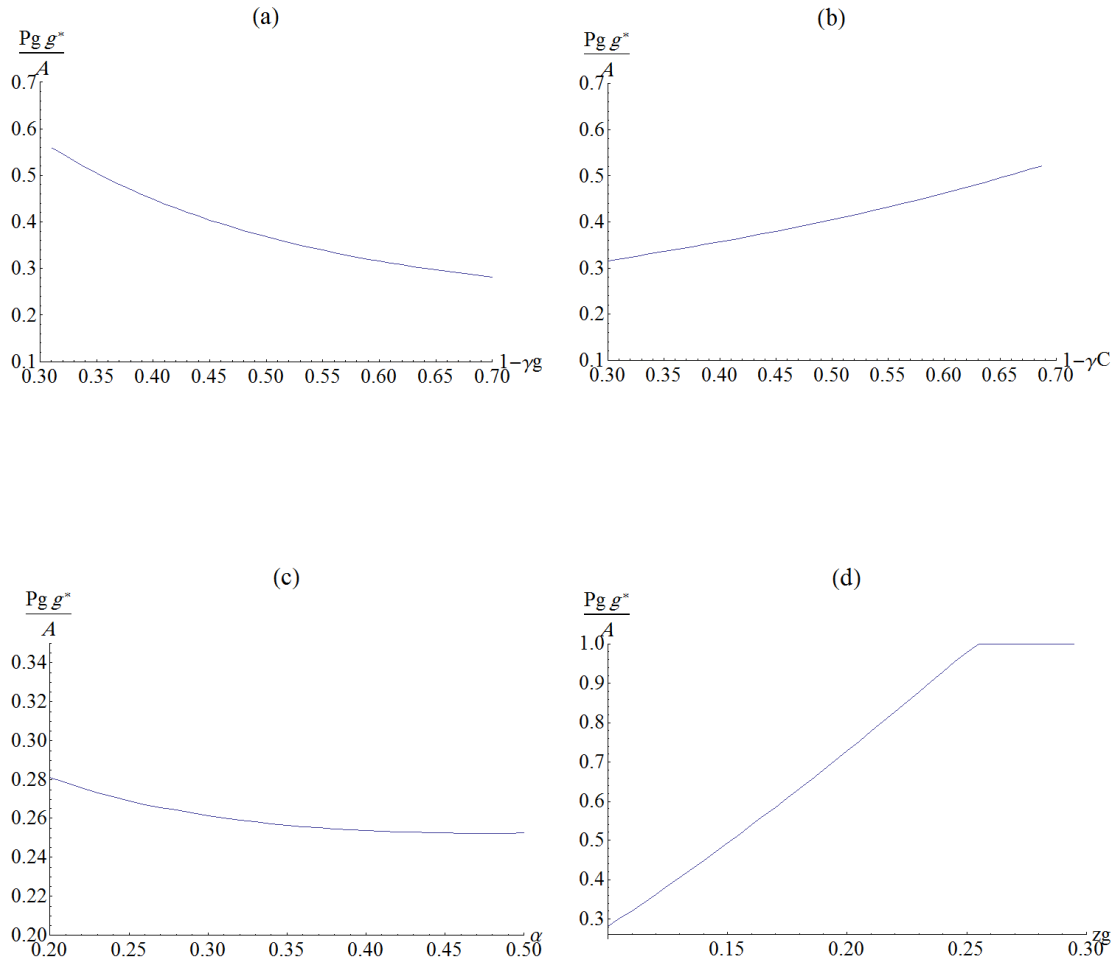 (a)
Pg g*
A
0.7
0.6
0.5
0.4
0.3
0.2
0.1
0.30 0.35 0.40 0.45 0.50 0.55 0.60 0.65 0.70 1−γg
(b)
Pg g*
A
0.7
0.6
0.5
0.4
0.3
0.2
0.1
0.30 0.35 0.40 0.45 0.50 0.55 0.60 0.65 0.70 1−γC
(c)
Pg g*
A
0.34
0.32
0.30
0.28
0.26
0.24
0.22
0.20
0.20 0.25 0.30 0.35 0.40 0.45 0.50 α
(d)
Pg g*
A
1.0
0.9
0.8
0.7
0.6
0.5
0.4
0.3
0.15 0.20 0.25 0.30 zg